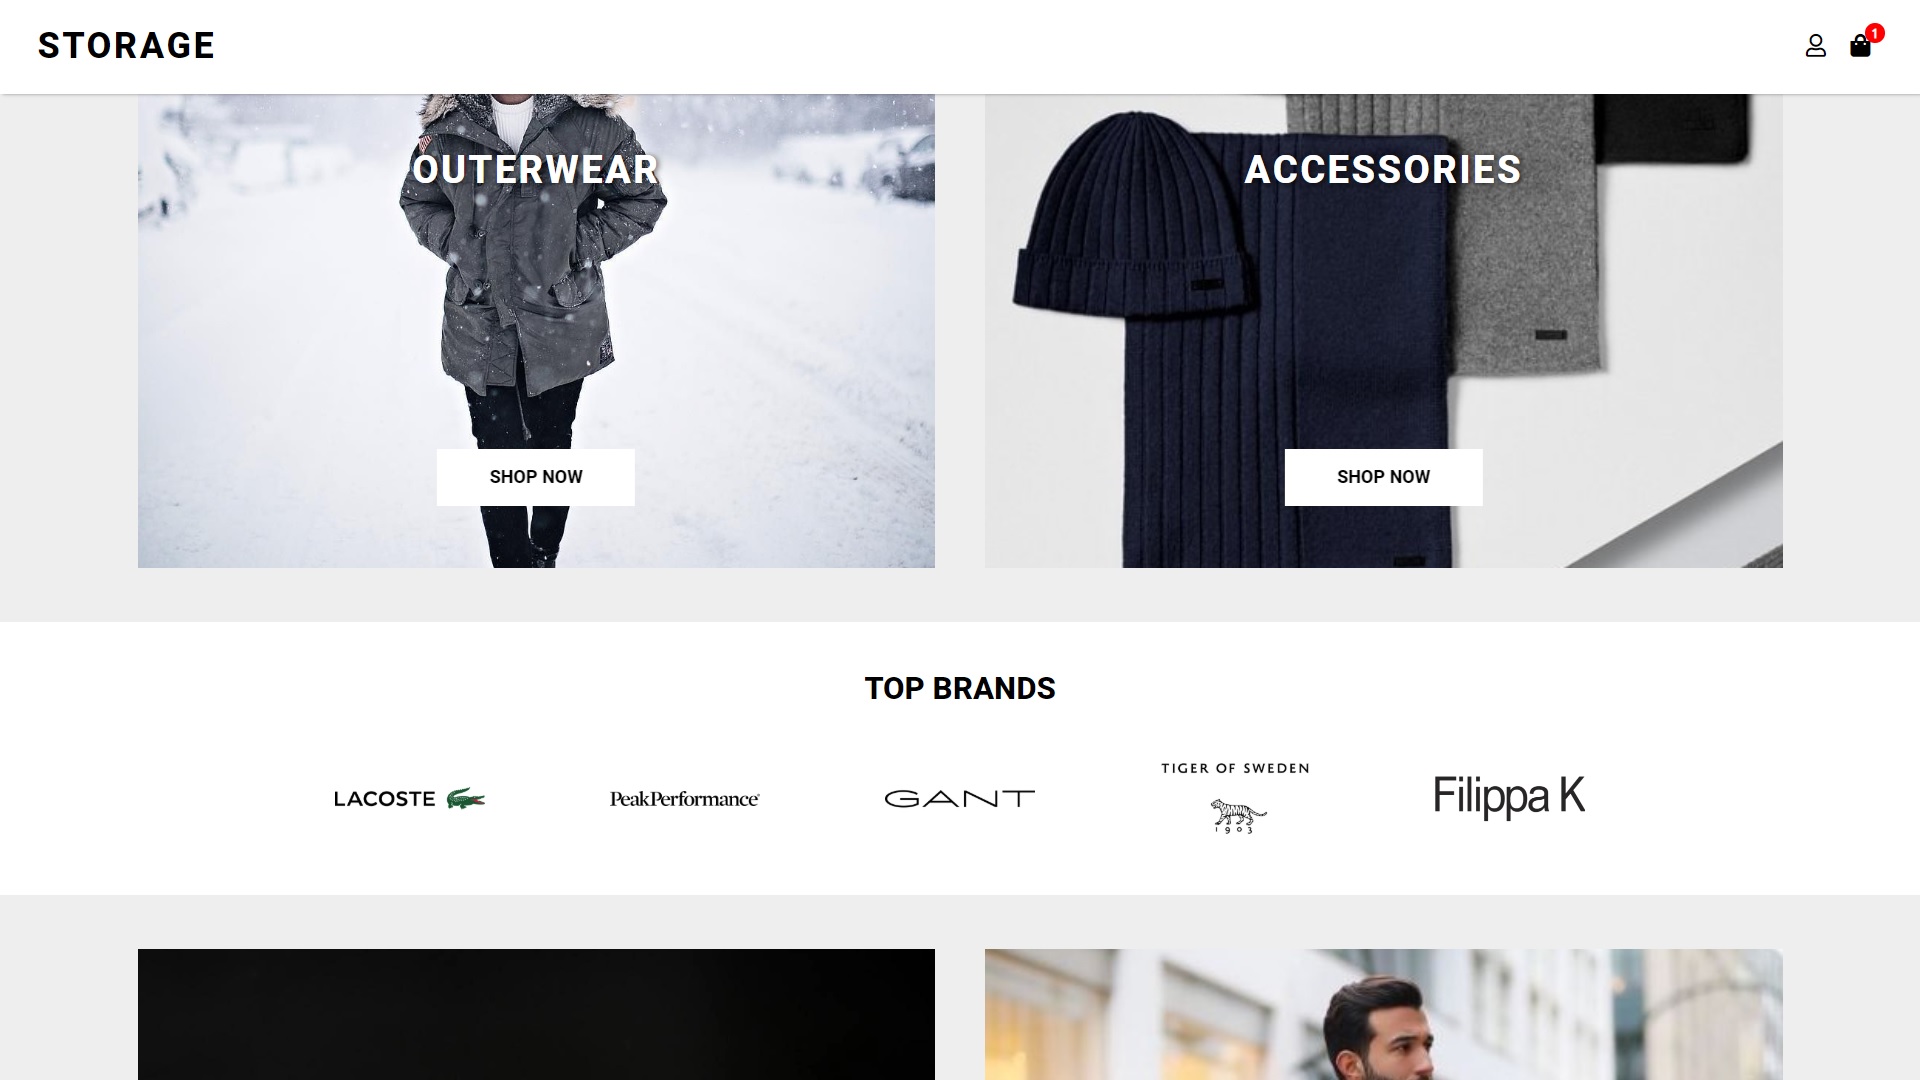 STORAGE
1
OUTERWEAR
ACCESSORIES
SHOP NOW
SHOP NOW
TOP BRANDS
LACOSTE
PeakPerformance
GANT
TIGER OF SWEDEN
1903
Filippa K